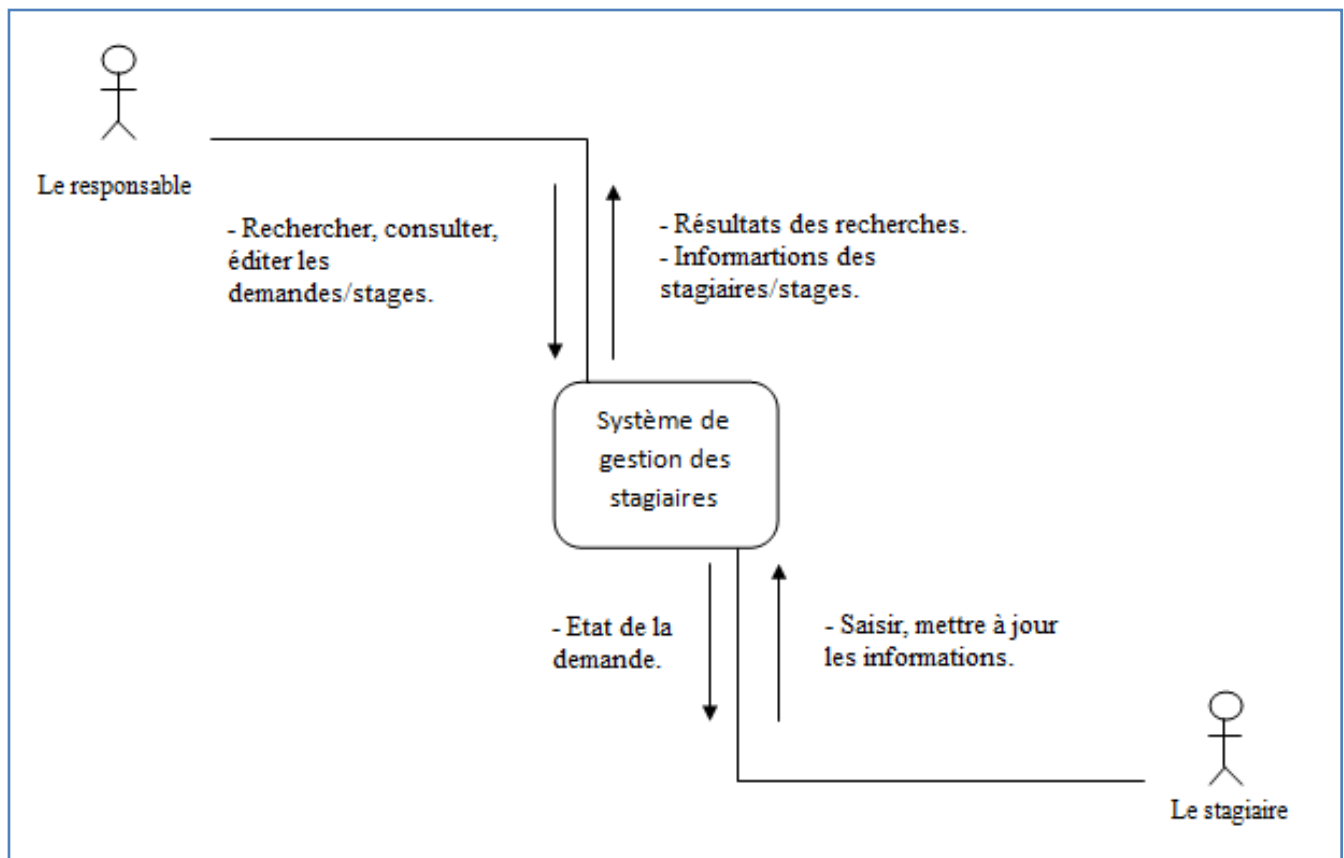 Le responsable
- Rechercher, consulter,
éditer les
demandes/stages.
- Résultats des recherches.
- Informartions des
stagiaires/stages.
Système de
gestion des
stagiaires
- Etat de la
demande.
- Saisir, mettre à jour
les informations.
Le stagiaire